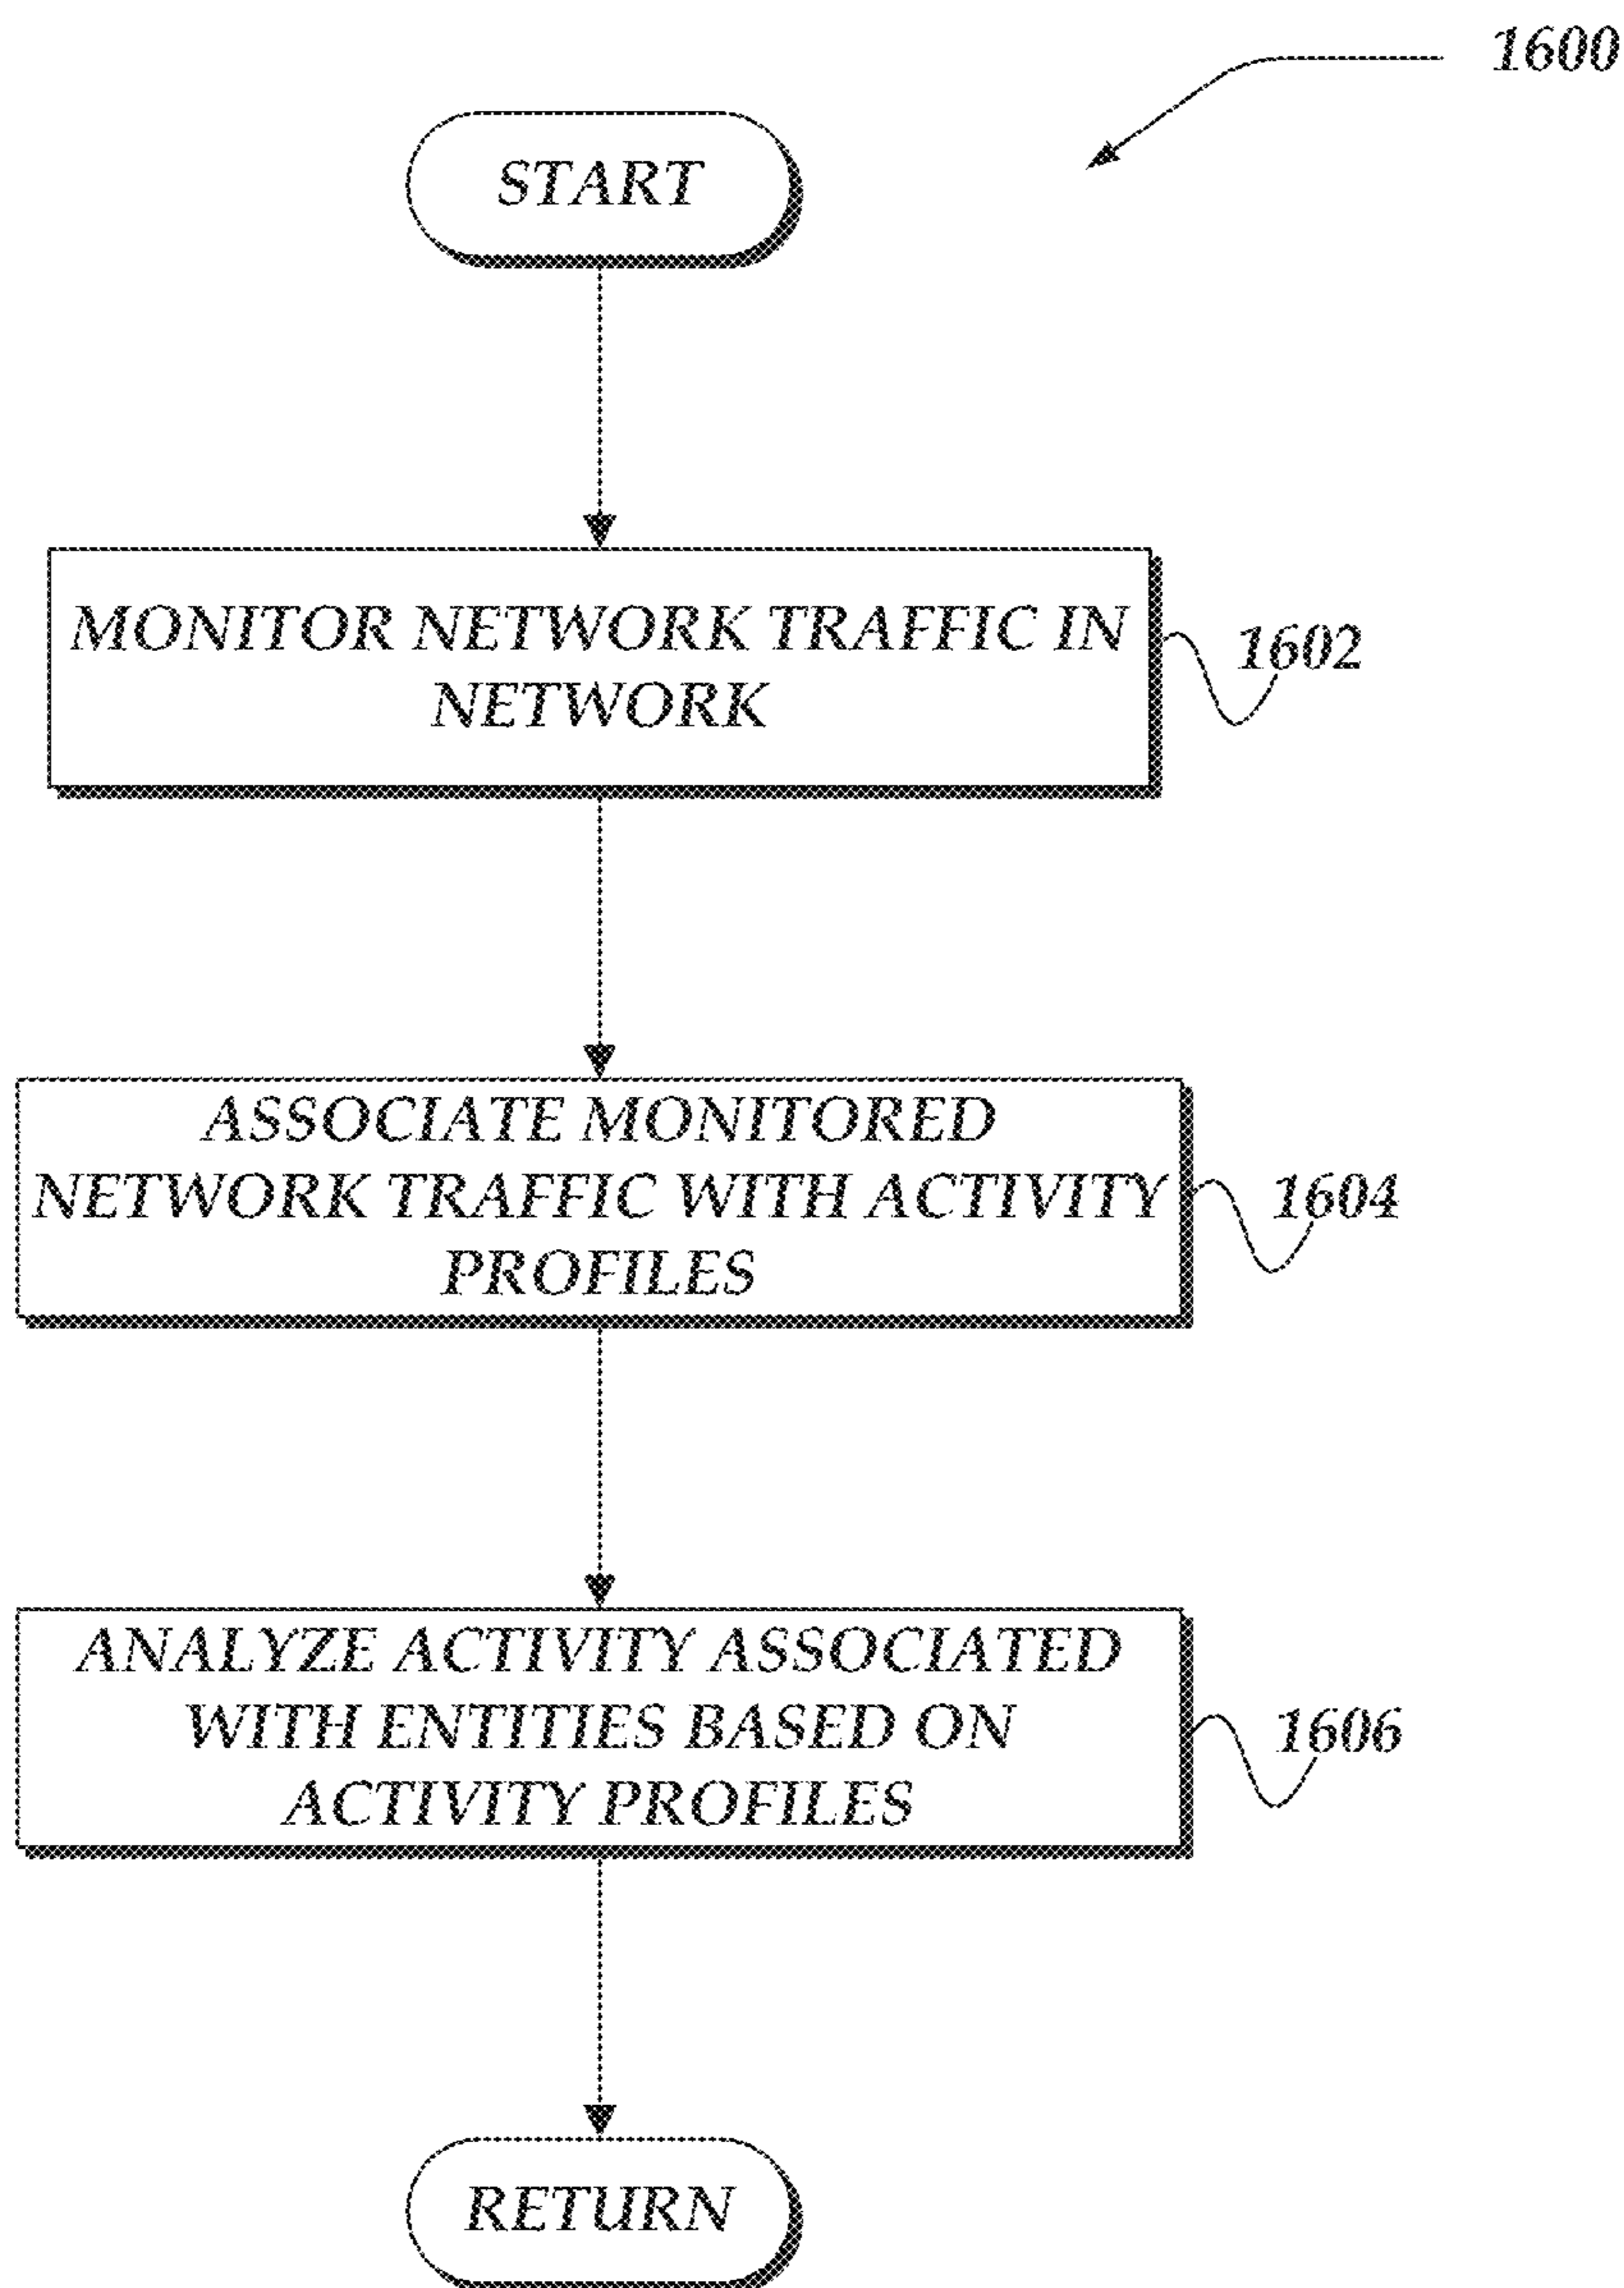 1600
START
MONITOR NETWORK TRAFFIC IN
NETWORK
1602
ASSOCIATE MONITORED
NETWORK TRAFFIC WITH ACTIVITY
PROFILES
1604
ANALYZE ACTIVITY ASSOCIATED
WITH ENTITIES BASED ON
ACTIVITY PROFILES
1606
RETURN